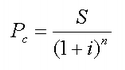 P_c = S / (1 + i)^n